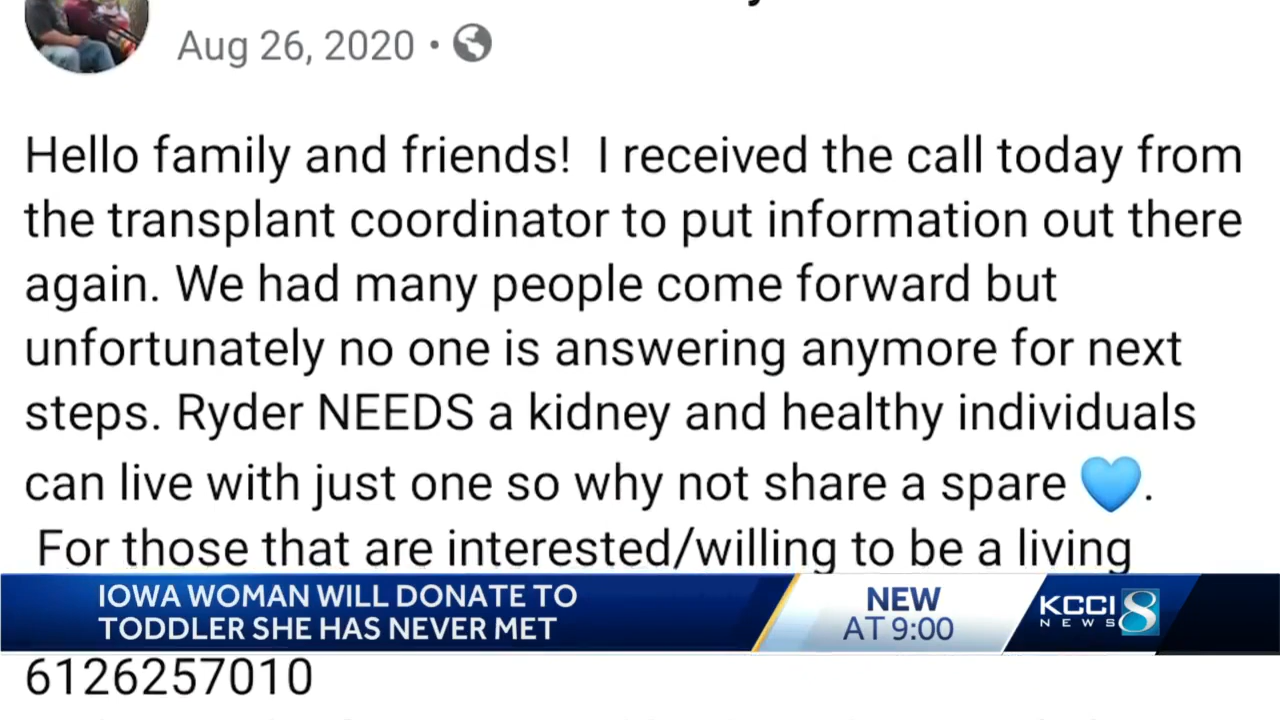 Aug 26, 2020 •
Hello family and friends!  I received the call today from
the transplant coordinator to put information out there
again. We had many people come forward but
unfortunately no one is answering anymore for next
steps. Ryder NEEDS a kidney and healthy individuals
can live with just one so why not share a spare 💙.
For those that are interested/willing to be a living
IOWA WOMAN WILL DONATE TO
TODDLER SHE HAS NEVER MET
NEW
AT 9:00
KCCI 8
NEWS
6126257010